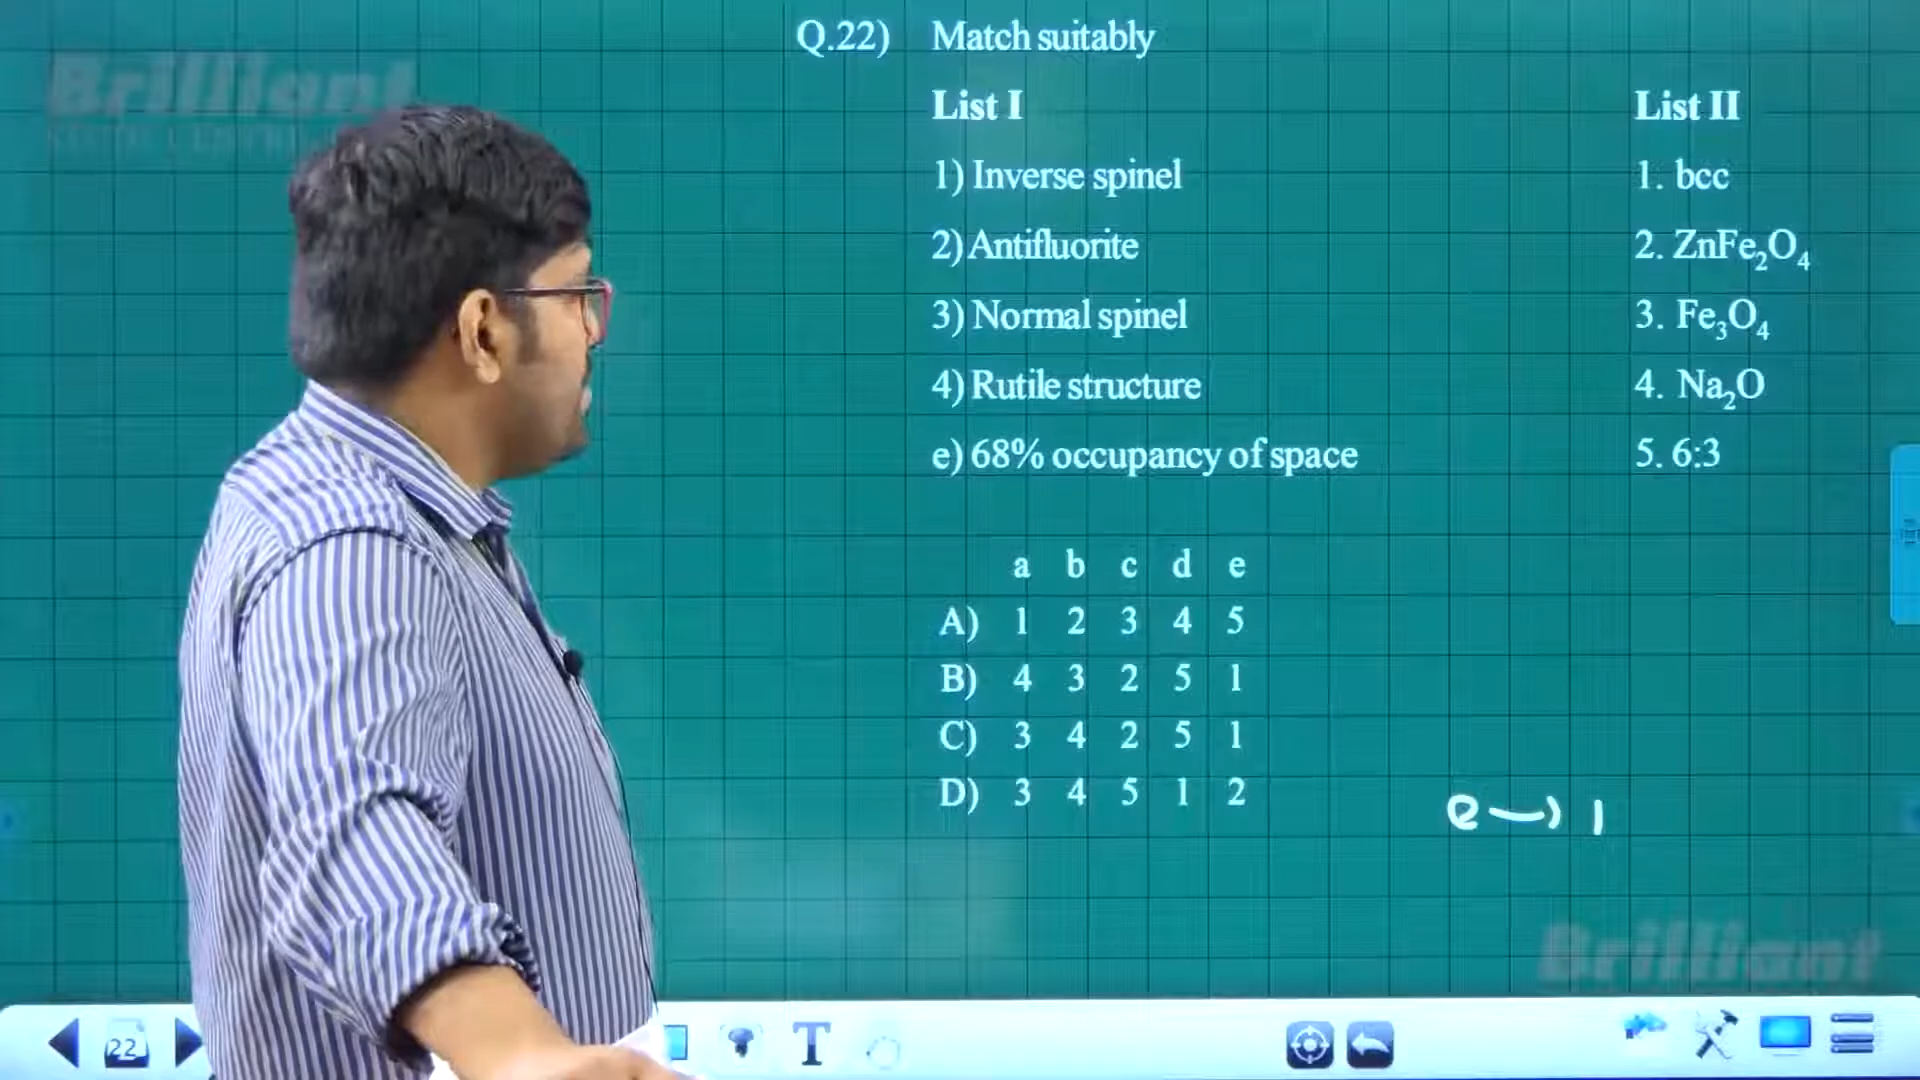 Brilliant
Q.22) Match suitably
List I List II
1) Inverse spinel 1. bcc
2) Antifluorite 2. ZnFe₂O₄
3) Normal spinel 3. Fe₃O₄
4) Rutile structure 4. Na₂O
e) 68% occupancy of space 5. 6:3
a b c d e
A) 1 2 3 4 5
B) 4 3 2 5 1
C) 3 4 2 5 1
D) 3 4 5 1 2
e → 1
Brilliant
22
T